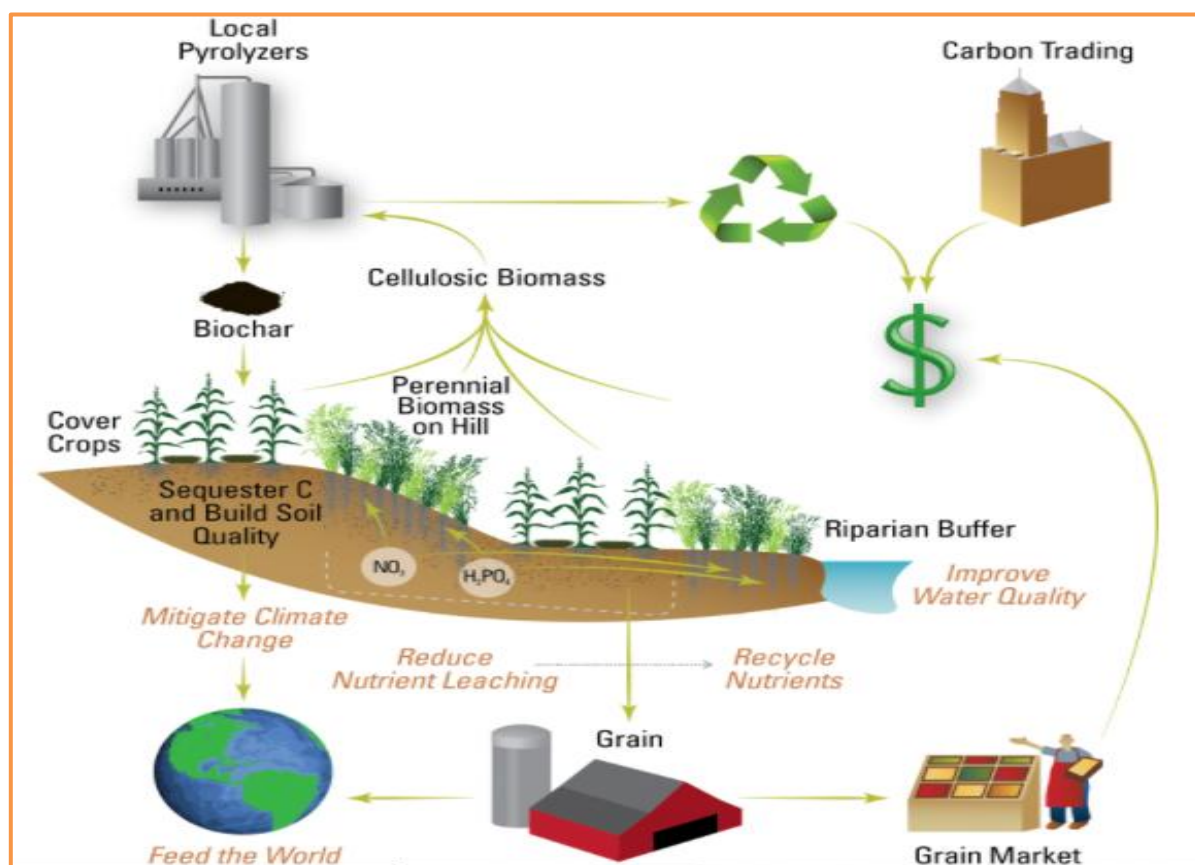 Local
Pyrolyzers
Carbon Trading
Cellulosic Biomass
Biochar
$
Perennial
Biomass
on Hill
Cover
Crops
Sequester C
and Build Soil
Quality
Riparian Buffer
NO₃
H₂PO₄
Improve
Water Quality
Mitigate Climate
Change
Reduce
Nutrient Leaching
Recycle
Nutrients
Grain
Feed the World
Grain Market